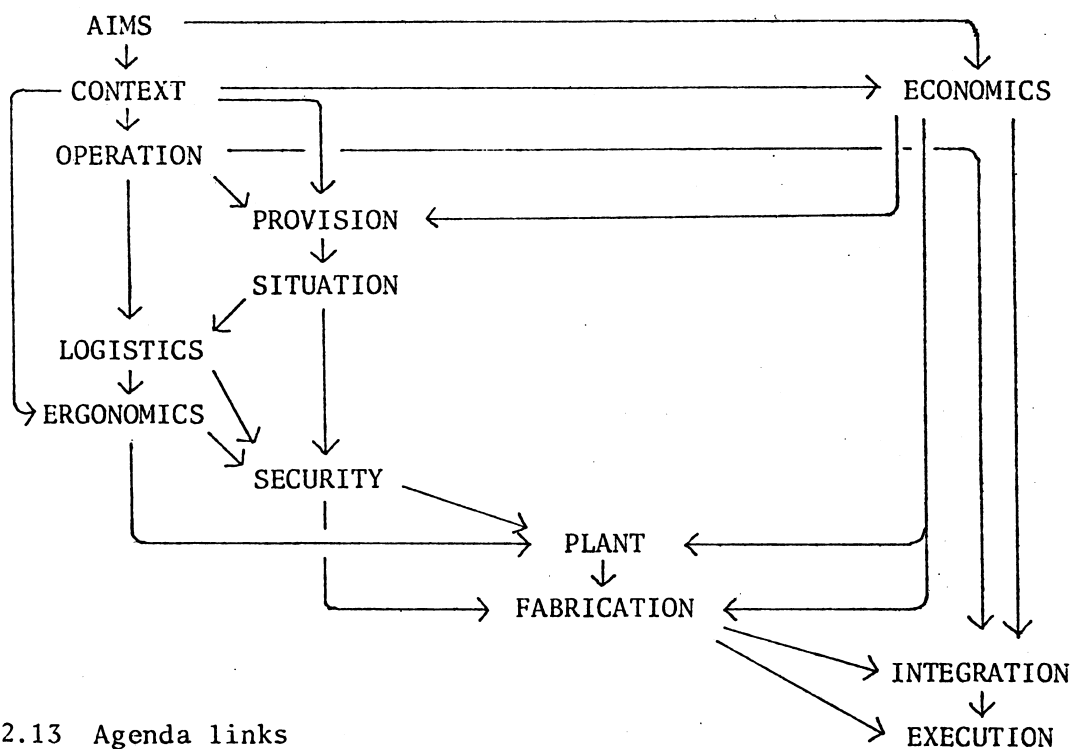 AIMS
CONTEXT
ECONOMICS
OPERATION
PROVISION
SITUATION
LOGISTICS
ERGONOMICS
SECURITY
PLANT
FABRICATION
INTEGRATION
EXECUTION
2.13 Agenda links